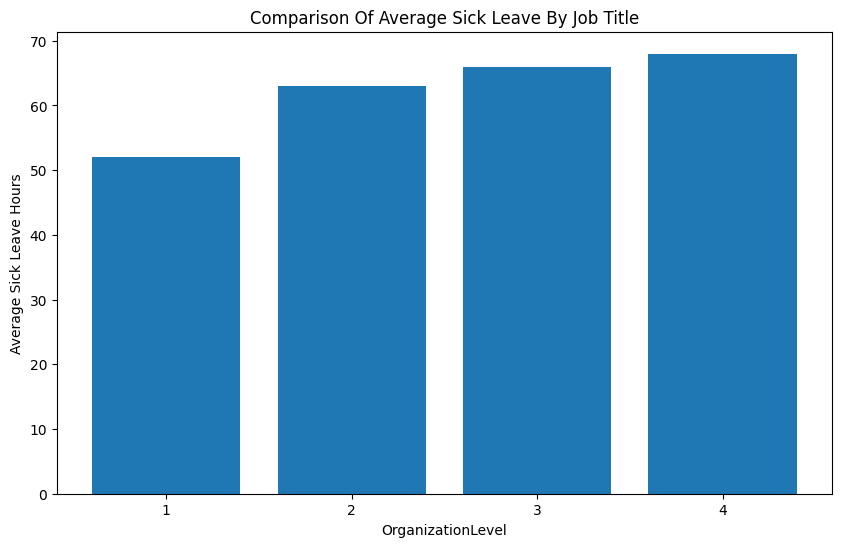 Comparison Of Average Sick Leave By Job Title
Average Sick Leave Hours
70
60
50
40
30
20
10
0
1 2 3 4
OrganizationLevel